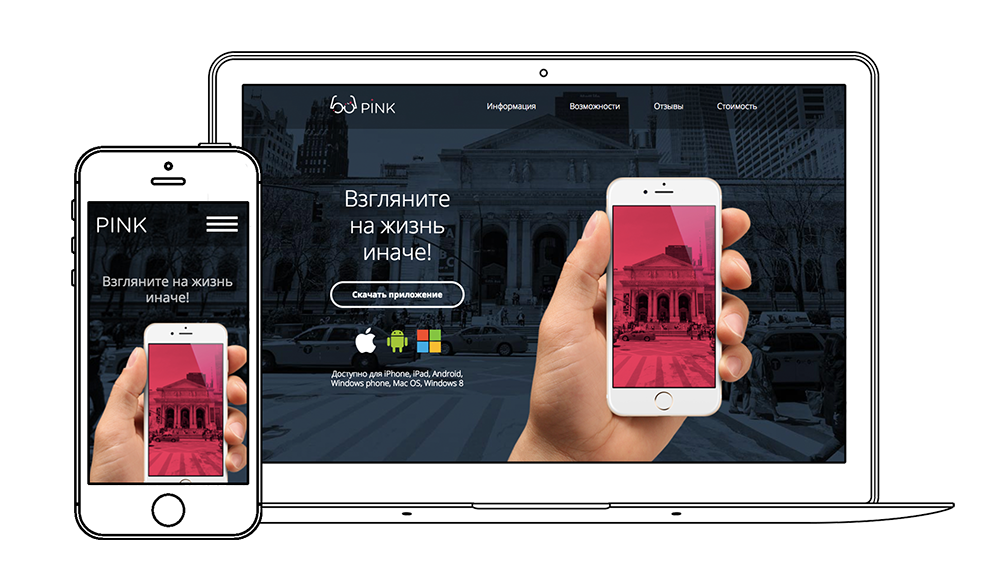 PINK
Информация
Возможности
Отзывы
Стоимость
Взгляните
на жизнь
иначе!
Скачать приложение
Доступно для iPhone, iPad, Android,
Windows phone, Mac OS, Windows 8
PINK
Взгляните на жизнь
иначе!